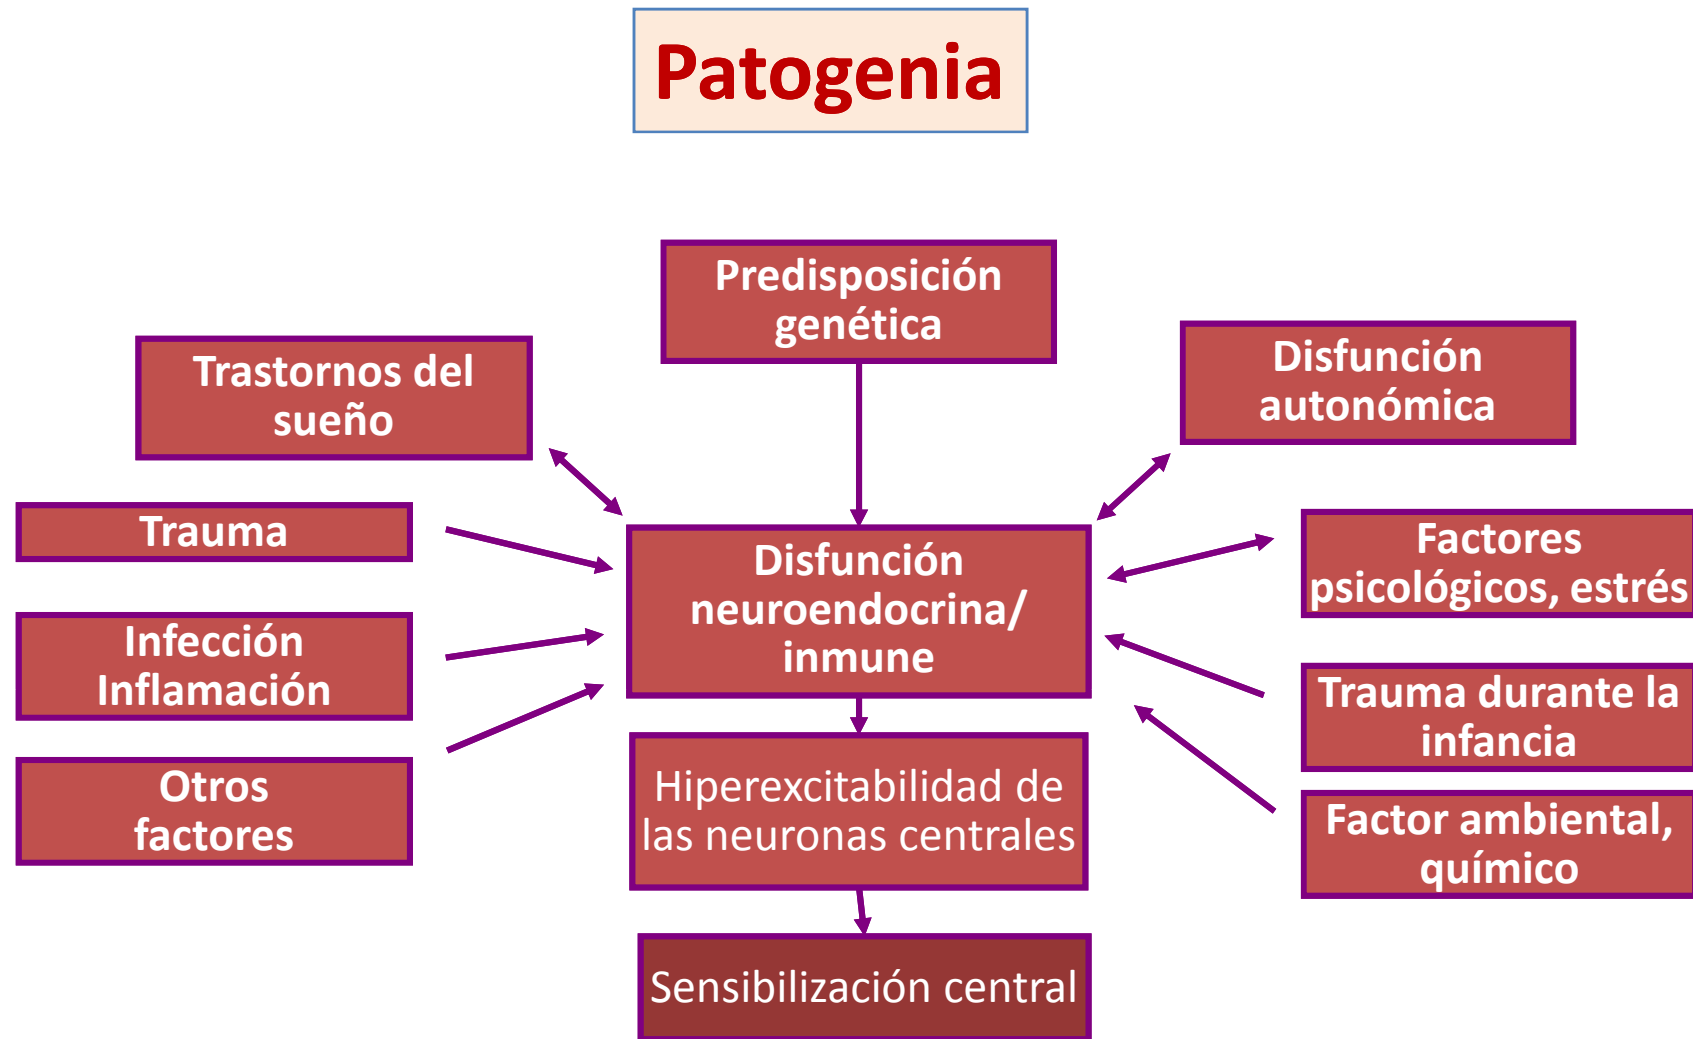 Patogenia
Predisposición
genética
Trastornos del
sueño
Disfunción
autonómica
Trauma
Disfunción
neuroendocrina/
inmune
Factores
psicológicos, estrés
Infección
Inflamación
Trauma durante la
infancia
Otros
factores
Hiperexcitabilidad de
las neuronas centrales
Factor ambiental,
químico
Sensibilización central